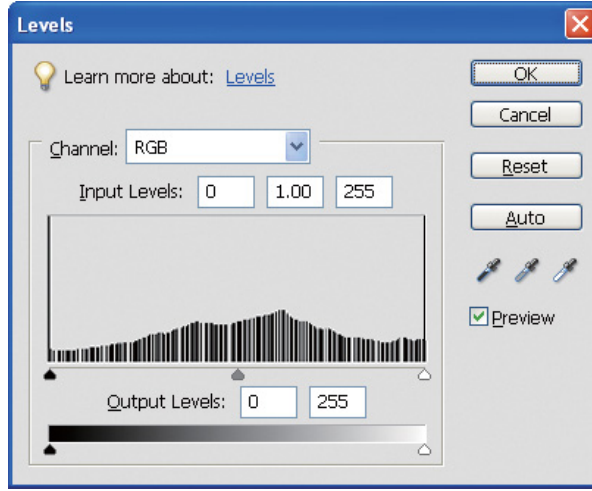 Levels
Learn more about: Levels
OK
Cancel
Channel: RGB
Reset
Input Levels: 0 1.00 255
Auto
Preview
Output Levels: 0 255